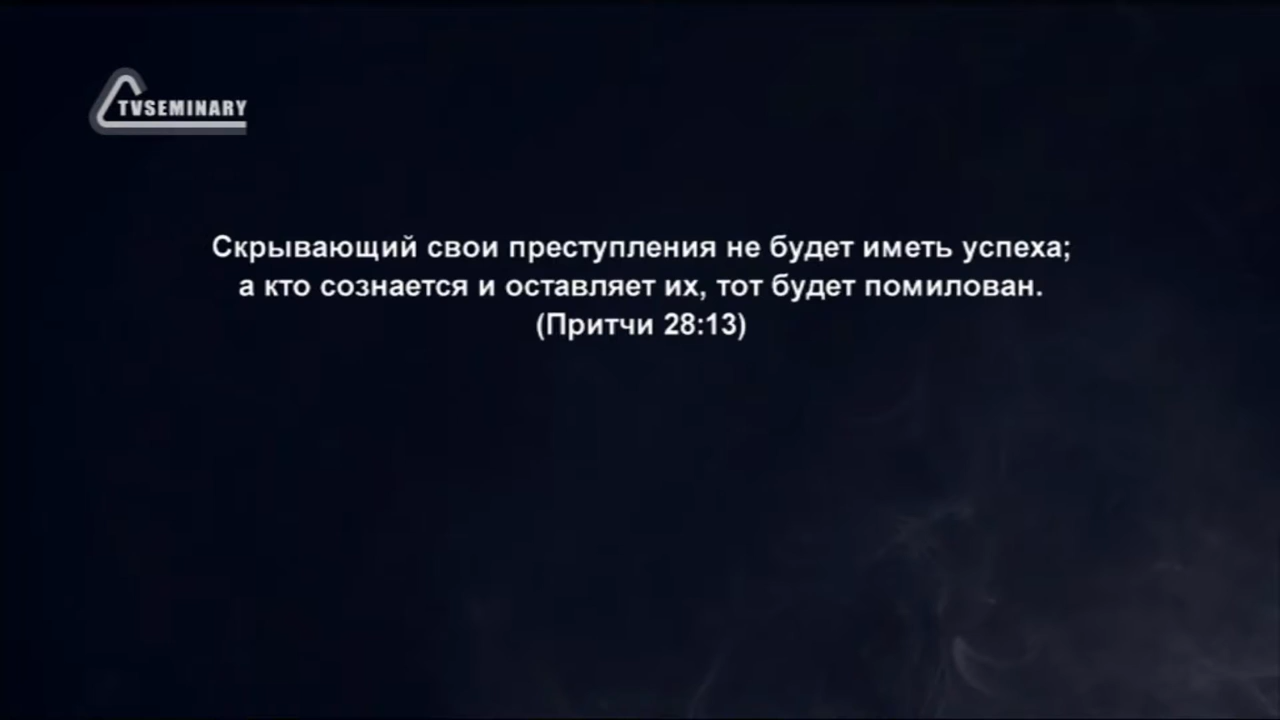 TVSEMINARY
Скрывающий свои преступления не будет иметь успеха;
а кто сознается и оставляет их, тот будет помилован.
(Притчи 28:13)